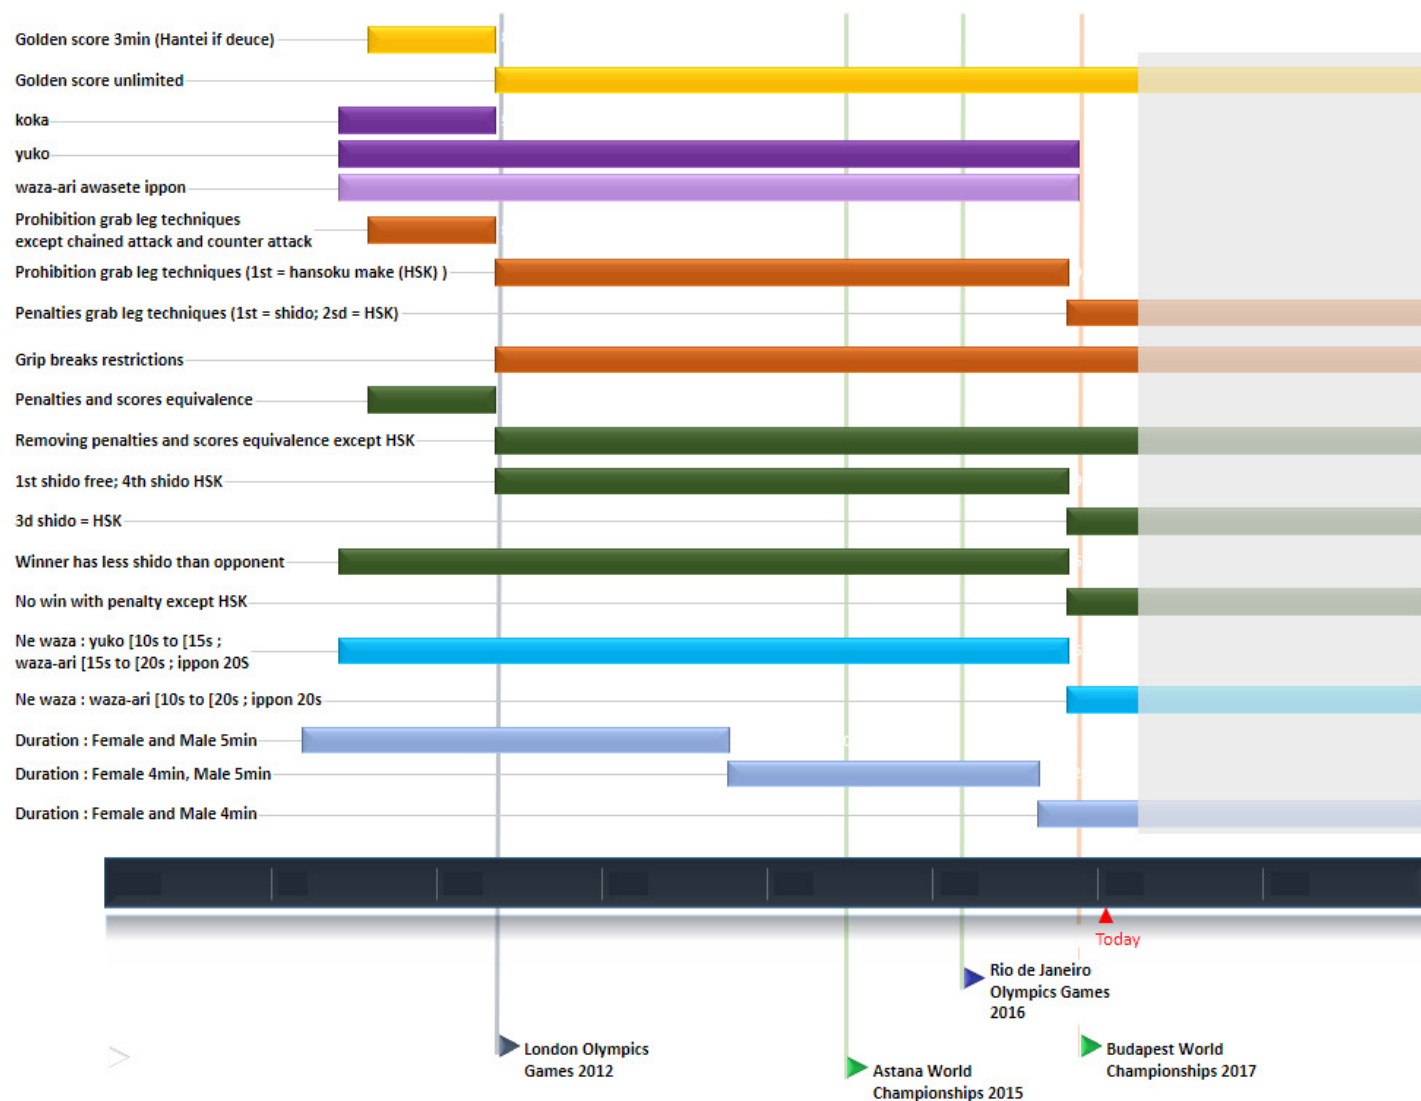 Golden score 3min (Hantei if deuce)
Golden score unlimited
koka
yuko
waza-ari awasete ippon
Prohibition grab leg techniques
except chained attack and counter attack
Prohibition grab leg techniques (1st = hansoku make (HSK) )
Penalties grab leg techniques (1st = shido; 2sd = HSK)
Grip breaks restrictions
Penalties and scores equivalence
Removing penalties and scores equivalence except HSK
1st shido free; 4th shido HSK
3d shido = HSK
Winner has less shido than opponent
No win with penalty except HSK
Ne waza : yuko [10s to [15s ;
waza-ari [15s to [20s ; ippon 20S
Ne waza : waza-ari [10s to [20s ; ippon 20s
Duration : Female and Male 5min
Duration : Female 4min, Male 5min
Duration : Female and Male 4min
Today
Rio de Janeiro
Olympics Games
2016
London Olympics
Games 2012
Astana World
Championships 2015
Budapest World
Championships 2017